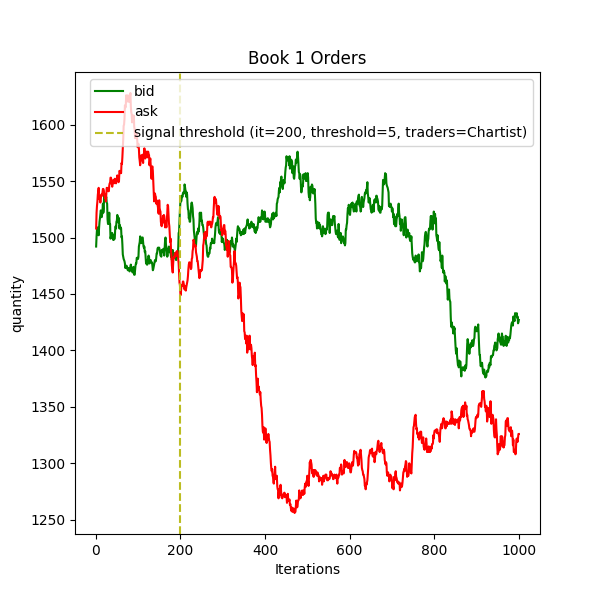 Book 1 Orders
bid
ask
signal threshold (it=200, threshold=5, traders=Chartist)
quantity
1600
1550
1500
1450
1400
1350
1300
1250
0 200 400 600 800 1000
Iterations